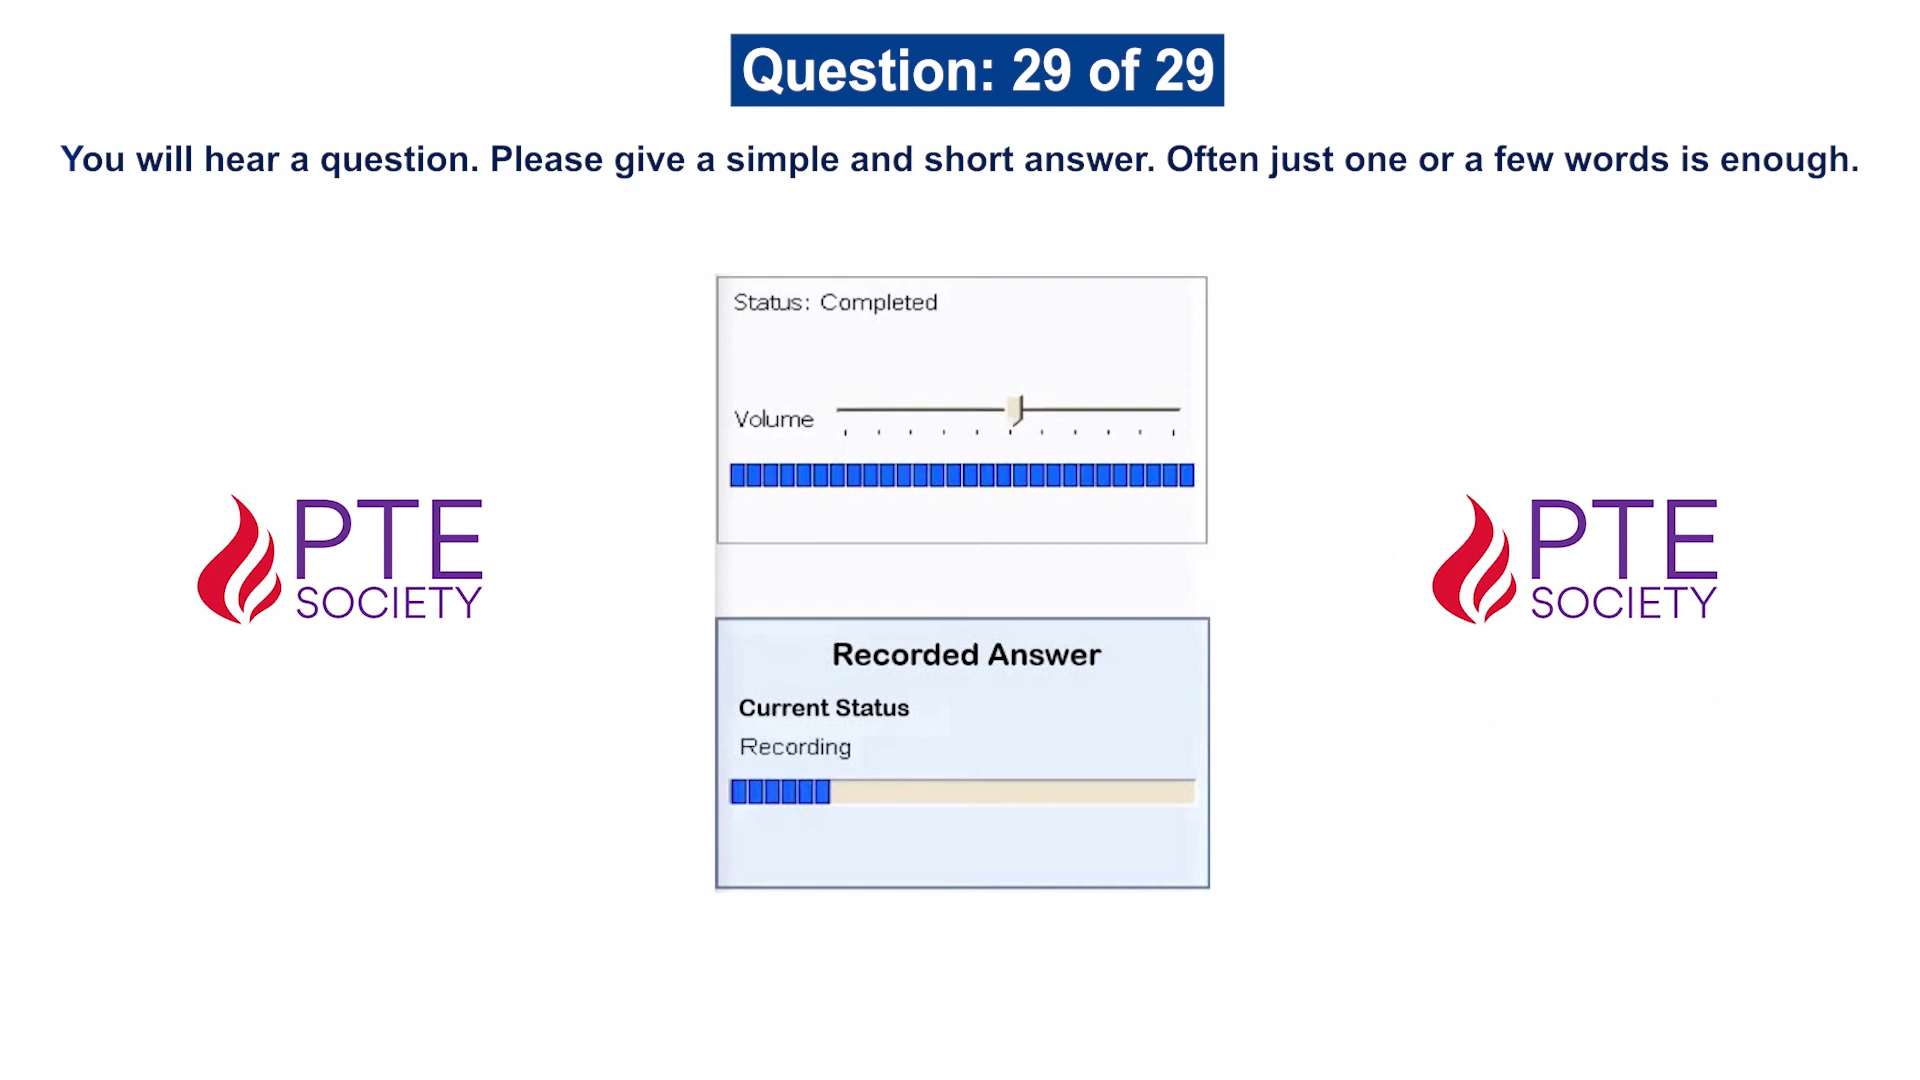 Question: 29 of 29
You will hear a question. Please give a simple and short answer. Often just one or a few words is enough.
Status: Completed
Volume
PTE
SOCIETY
PTE
SOCIETY
Recorded Answer
Current Status
Recording